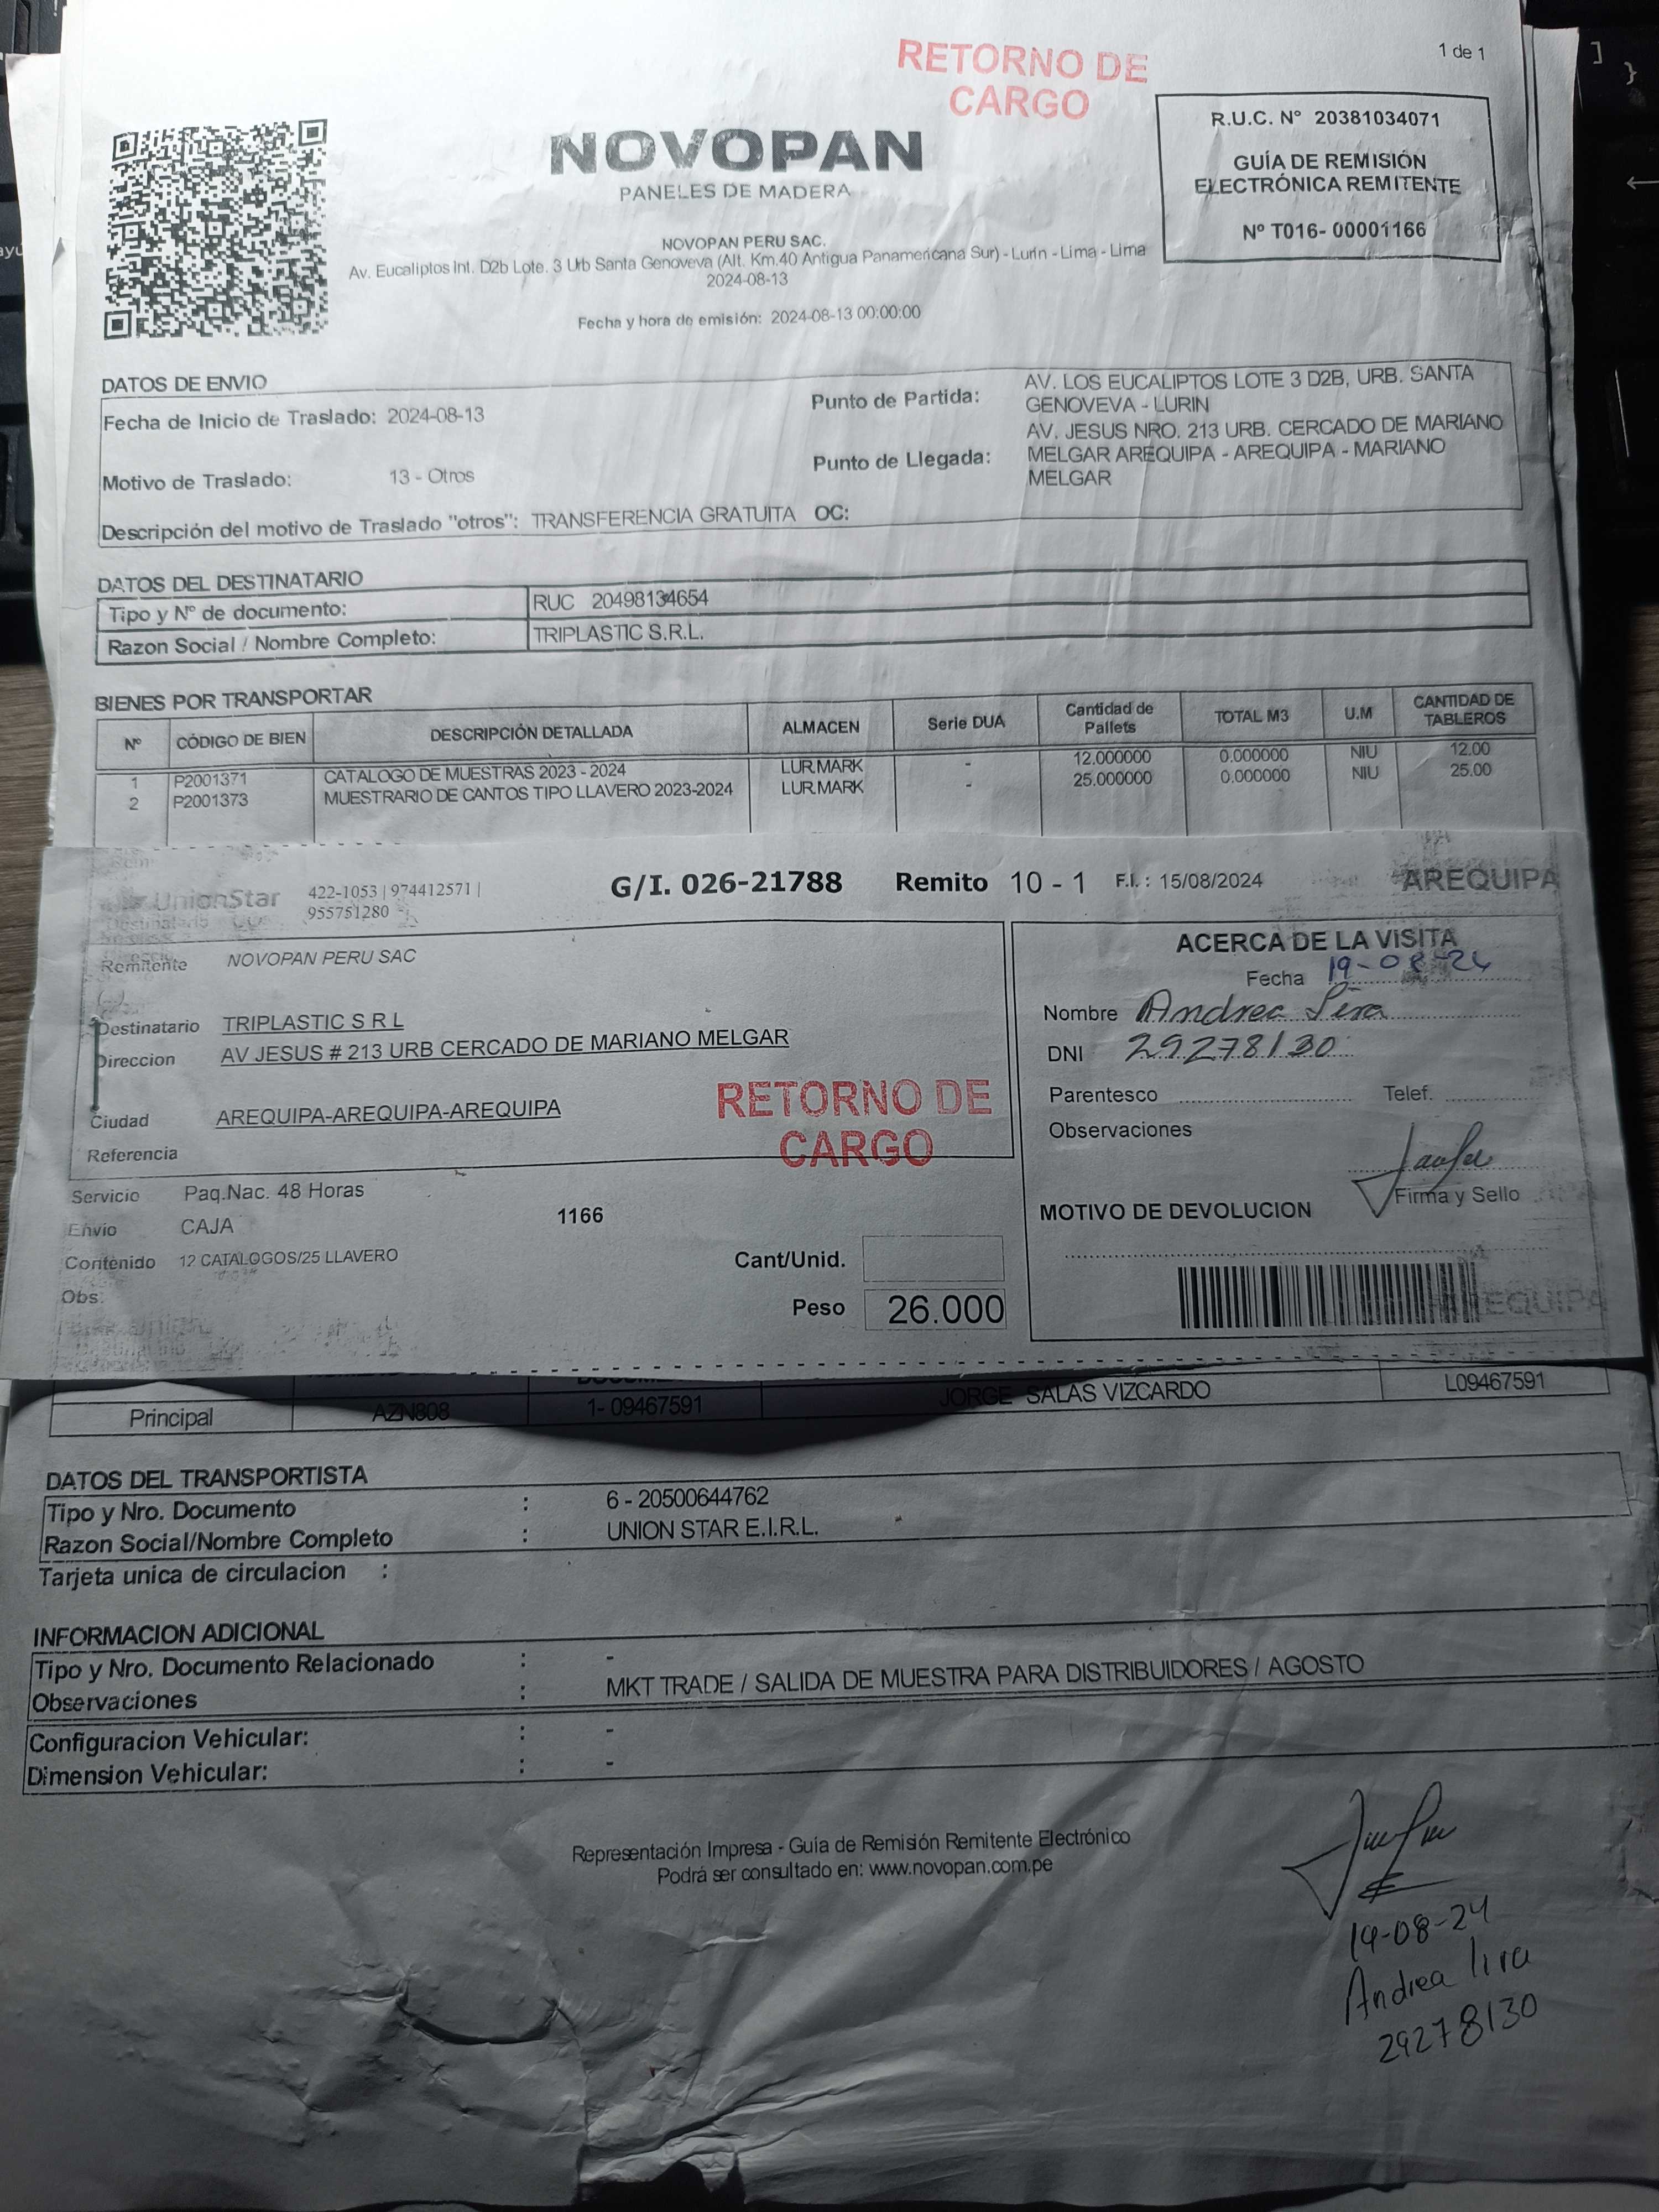 RETORNO DE
CARGO
1 de 1
NOVOPAN
PANELES DE MADERA
R.U.C. N° 20381034071
GUÍA DE REMISIÓN
ELECTRÓNICA REMITENTE
Nº T016- 00001166
NOVOPAN PERU SAC.
Av. Eucaliptos Int. D2b Lote. 3 Urb Santa Genoveva (Alt. Km.40 Antigua Panamericana Sur) - Lurín - Lima - Lima
2024-08-13
Fecha y hora de emisión: 2024-08-13 00:00:00
DATOS DE ENVIO
Fecha de Inicio de Traslado: 2024-08-13
Punto de Partida: AV. LOS EUCALIPTOS LOTE 3 D2B, URB. SANTA
GENOVEVA - LURIN
Motivo de Traslado: 13 - Otros
Punto de Llegada: AV. JESUS NRO. 213 URB. CERCADO DE MARIANO
MELGAR AREQUIPA - AREQUIPA - MARIANO
MELGAR
Descripción del motivo de Traslado "otros": TRANSFERENCIA GRATUITA OC:
DATOS DEL DESTINATARIO
Tipo y Nº de documento: RUC 20498134654
Razon Social / Nombre Completo: TRIPLASTIC S.R.L.
BIENES POR TRANSPORTAR
Nº CÓDIGO DE BIEN DESCRIPCIÓN DETALLADA ALMACEN Serie DUA Cantidad de Pallets TOTAL M3 U.M CANTIDAD DE TABLEROS
1 P2001371 CATALOGO DE MUESTRAS 2023 - 2024 LUR.MARK - 12.000000 0.000000 NIU 12.00
2 P2001373 MUESTRARIO DE CANTOS TIPO LLAVERO 2023-2024 LUR.MARK - 25.000000 0.000000 NIU 25.00
UnionStar 422-1053 | 974412571 |
955751280
G/I. 026-21788 Remito 10 - 1 F.I. : 15/08/2024 AREQUIPA
Remitente NOVOPAN PERU SAC
Destinatario TRIPLASTIC S R L
Direccion AV JESUS # 213 URB CERCADO DE MARIANO MELGAR
Ciudad AREQUIPA-AREQUIPA-AREQUIPA
Referencia
RETORNO DE
CARGO
Servicio Paq.Nac. 48 Horas
Envio CAJA
1166
Contenido 12 CATALOGOS/25 LLAVERO
Obs.
Cant/Unid.
Peso 26.000
ACERCA DE LA VISITA
Fecha 19-08-24
Nombre Andrea Lira
DNI 29278130
Parentesco Telef.
Observaciones
Firma y Sello
MOTIVO DE DEVOLUCION
AREQUIPA
Principal AZN808 1- 09467591 JORGE SALAS VIZCARDO L09467591
DATOS DEL TRANSPORTISTA
Tipo y Nro. Documento : 6 - 20500644762
Razon Social/Nombre Completo : UNION STAR E.I.R.L.
Tarjeta unica de circulacion :
INFORMACION ADICIONAL
Tipo y Nro. Documento Relacionado : -
Observaciones : MKT TRADE / SALIDA DE MUESTRA PARA DISTRIBUIDORES / AGOSTO
Configuracion Vehicular: : -
Dimension Vehicular: : -
Representación Impresa - Guía de Remisión Remitente Electrónico
Podrá ser consultado en: www.novopan.com.pe
19-08-24
Andrea lira
29278130